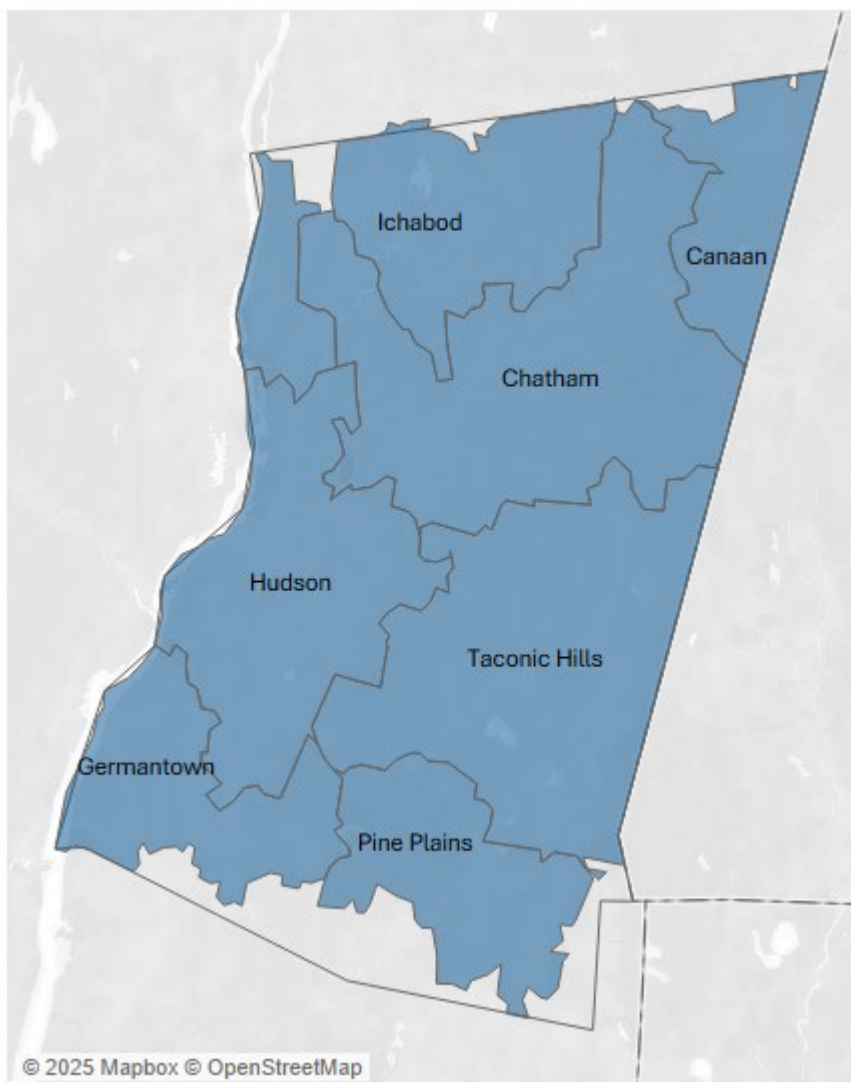 Ichabod
Canaan
Chatham
Hudson
Taconic Hills
Germantown
Pine Plains
© 2025 Mapbox © OpenStreetMap